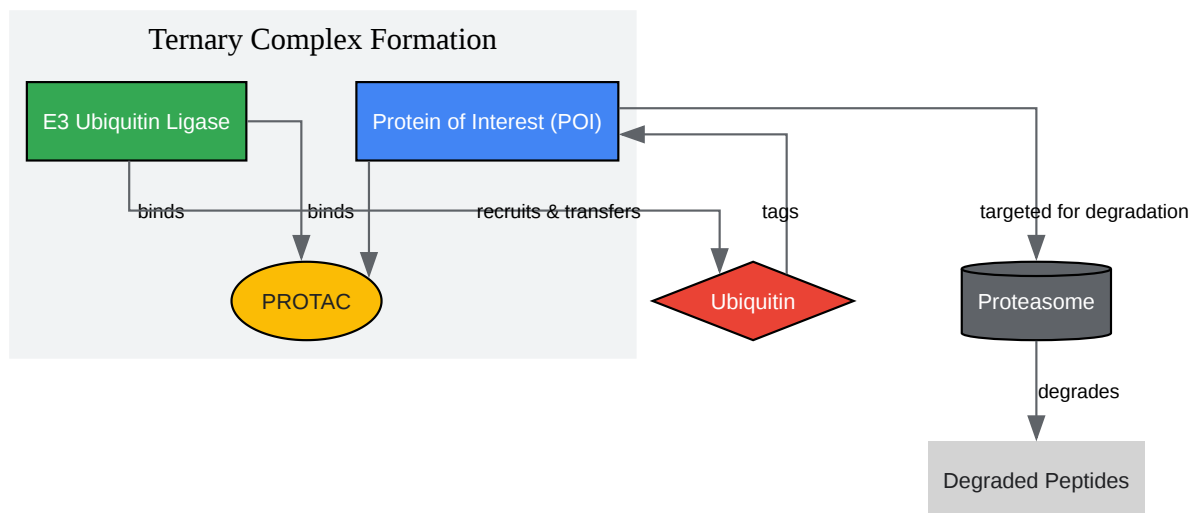 Ternary Complex Formation
E3 Ubiquitin Ligase
Protein of Interest (POI)
binds
binds
recruits & transfers
tags
targeted for degradation
PROTAC
Ubiquitin
Proteasome
degrades
Degraded Peptides